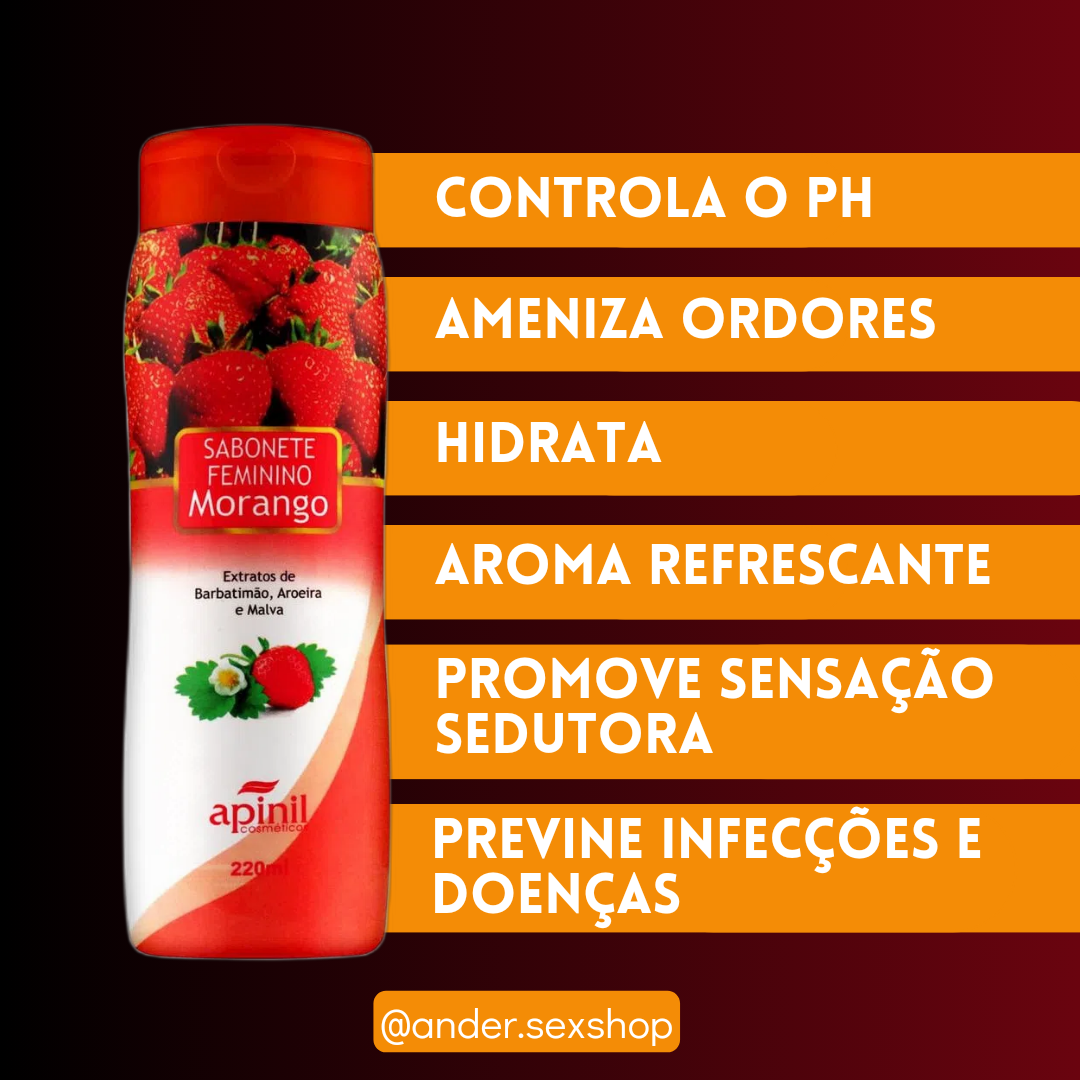 CONTROLA O PH
AMENIZA ORDORES
HIDRATA
AROMA REFRESCANTE
PROMOVE SENSAÇÃO
SEDUTORA
PREVINE INFECÇÕES E
DOENÇAS
SABONETE
FEMININO
Morango
Extratos de
Barbatimão, Aroeira
e Malva
apinil
cosméticos
220ml
@ander.sexshop